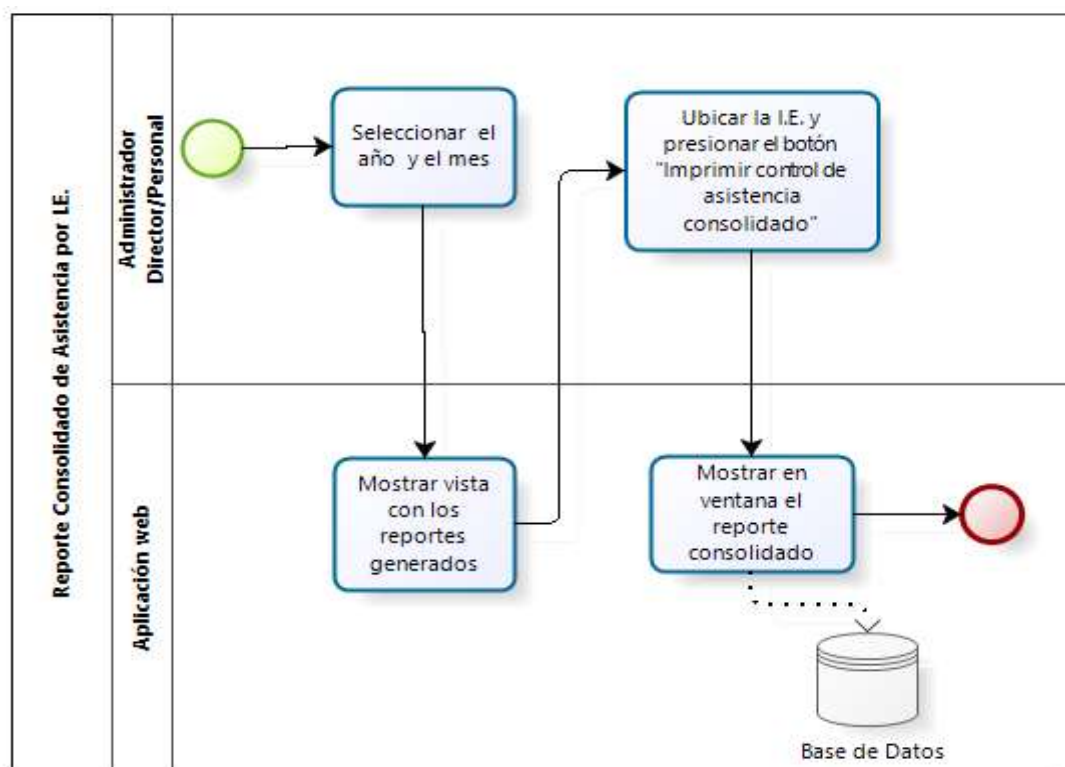 Reporte Consolidado de Asistencia por I.E.
Administrador
Director/Personal
Seleccionar el
año y el mes
Ubicar la I.E. y
presionar el botón
"Imprimir control de
asistencia
consolidado"
Aplicación web
Mostrar vista
con los
reportes
generados
Mostrar en
ventana el
reporte
consolidado
Base de Datos